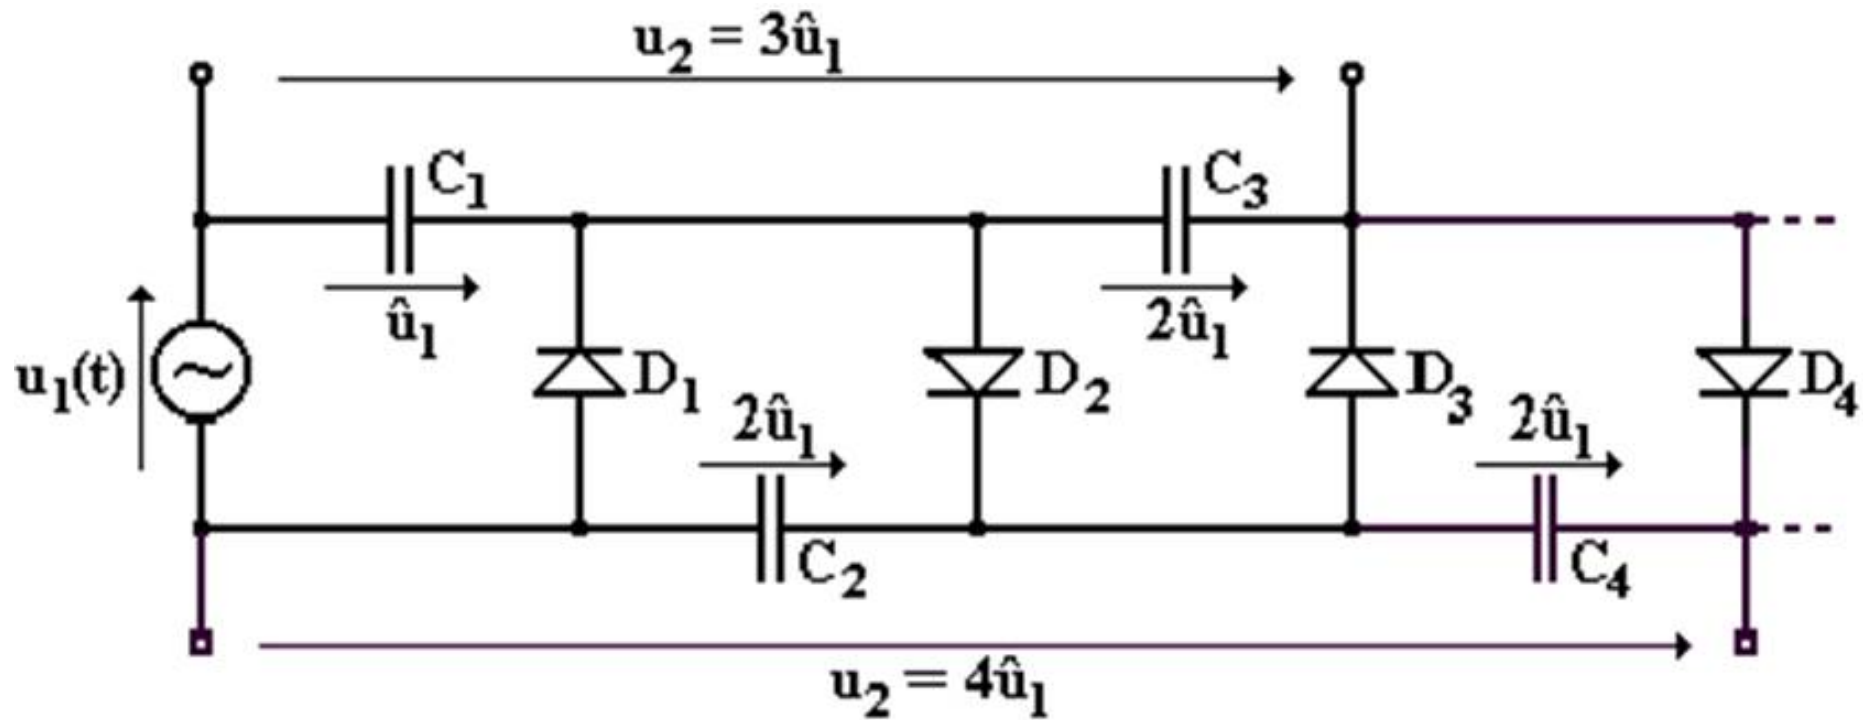 u₂ = 3û₁
C₁
C₃
û₁
2û₁
u₁(t)
D₁
D₂
D₃
D₄
2û₁
2û₁
C₂
C₄
u₂ = 4û₁